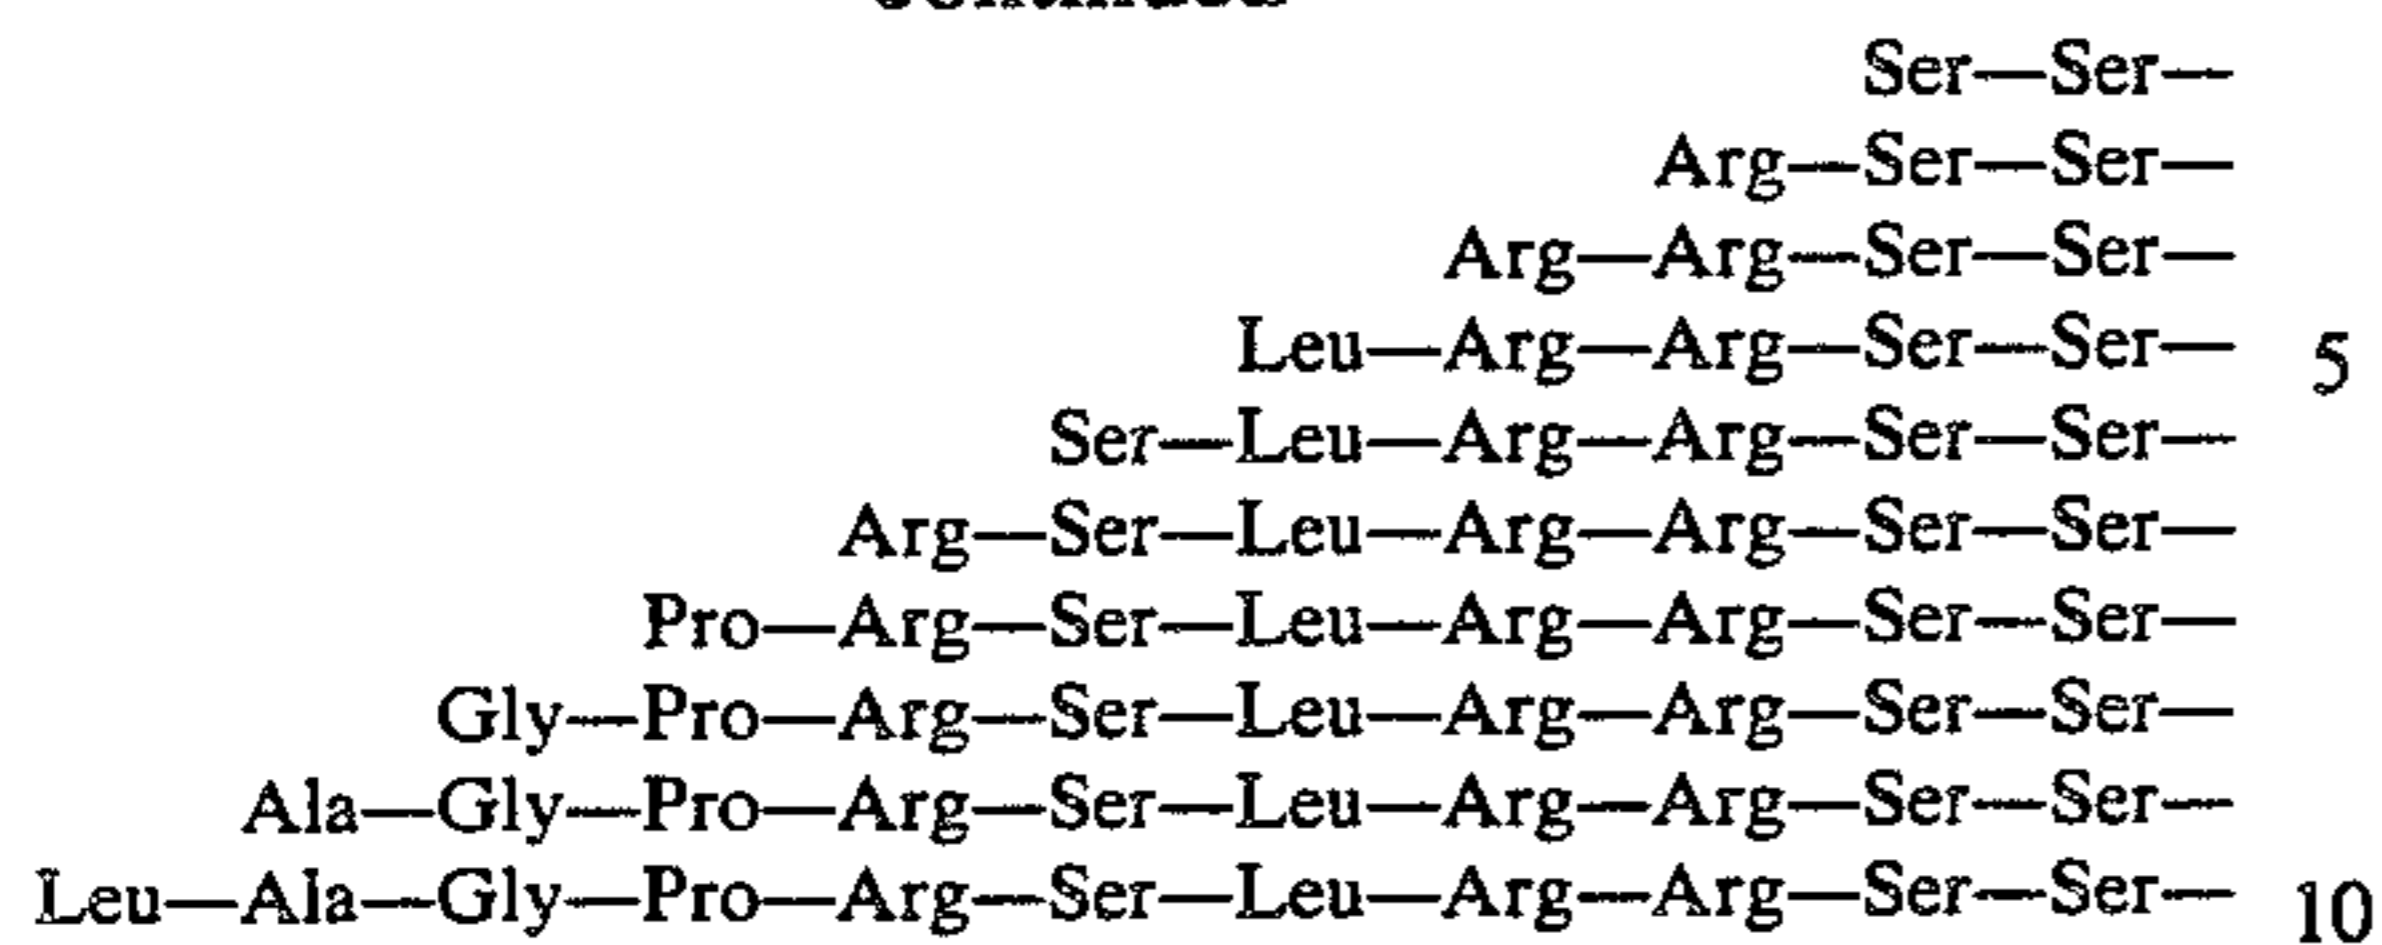 Ser—Ser—
Arg—Ser—Ser—
Arg—Arg—Ser—Ser—
Leu—Arg—Arg—Ser—Ser— 5
Ser—Leu—Arg—Arg—Ser—Ser—
Arg—Ser—Leu—Arg—Arg—Ser—Ser—
Pro—Arg—Ser—Leu—Arg—Arg—Ser—Ser—
Gly—Pro—Arg—Ser—Leu—Arg—Arg—Ser—Ser—
Ala—Gly—Pro—Arg—Ser—Leu—Arg—Arg—Ser—Ser—
Leu—Ala—Gly—Pro—Arg—Ser—Leu—Arg—Arg—Ser—Ser— 10